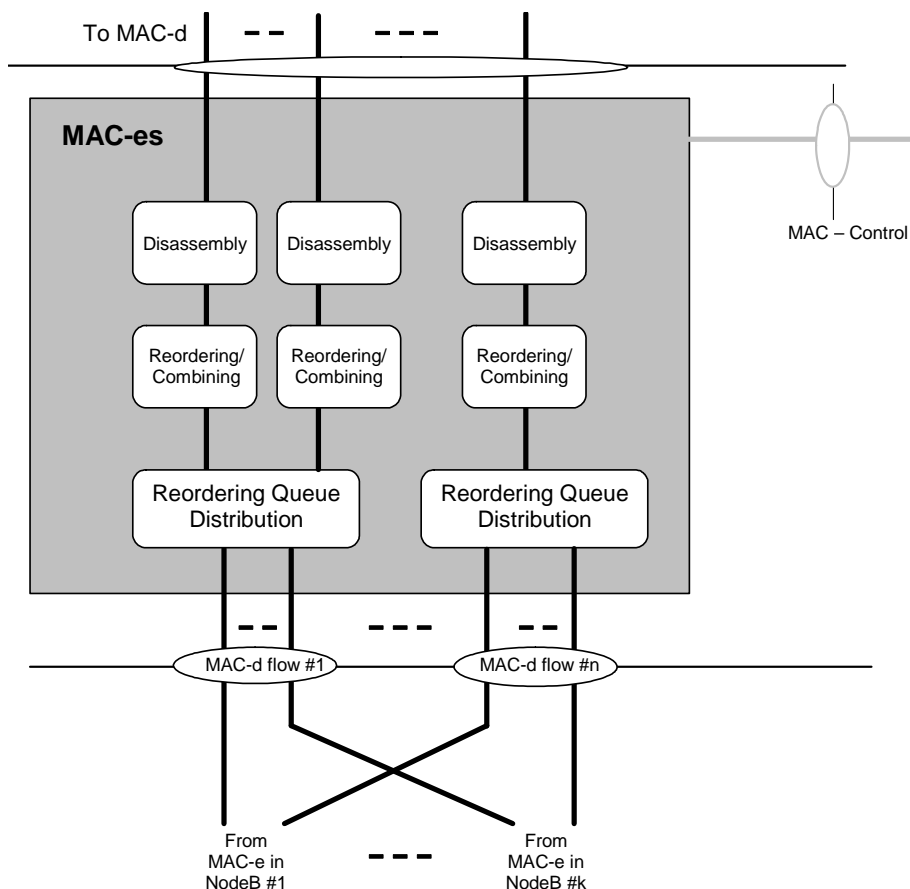 To MAC-d
MAC-es
MAC – Control
Disassembly
Disassembly
Disassembly
Reordering/
Combining
Reordering/
Combining
Reordering/
Combining
Reordering Queue
Distribution
Reordering Queue
Distribution
MAC-d flow #1
MAC-d flow #n
From
MAC-e in
NodeB #1
From
MAC-e in
NodeB #k